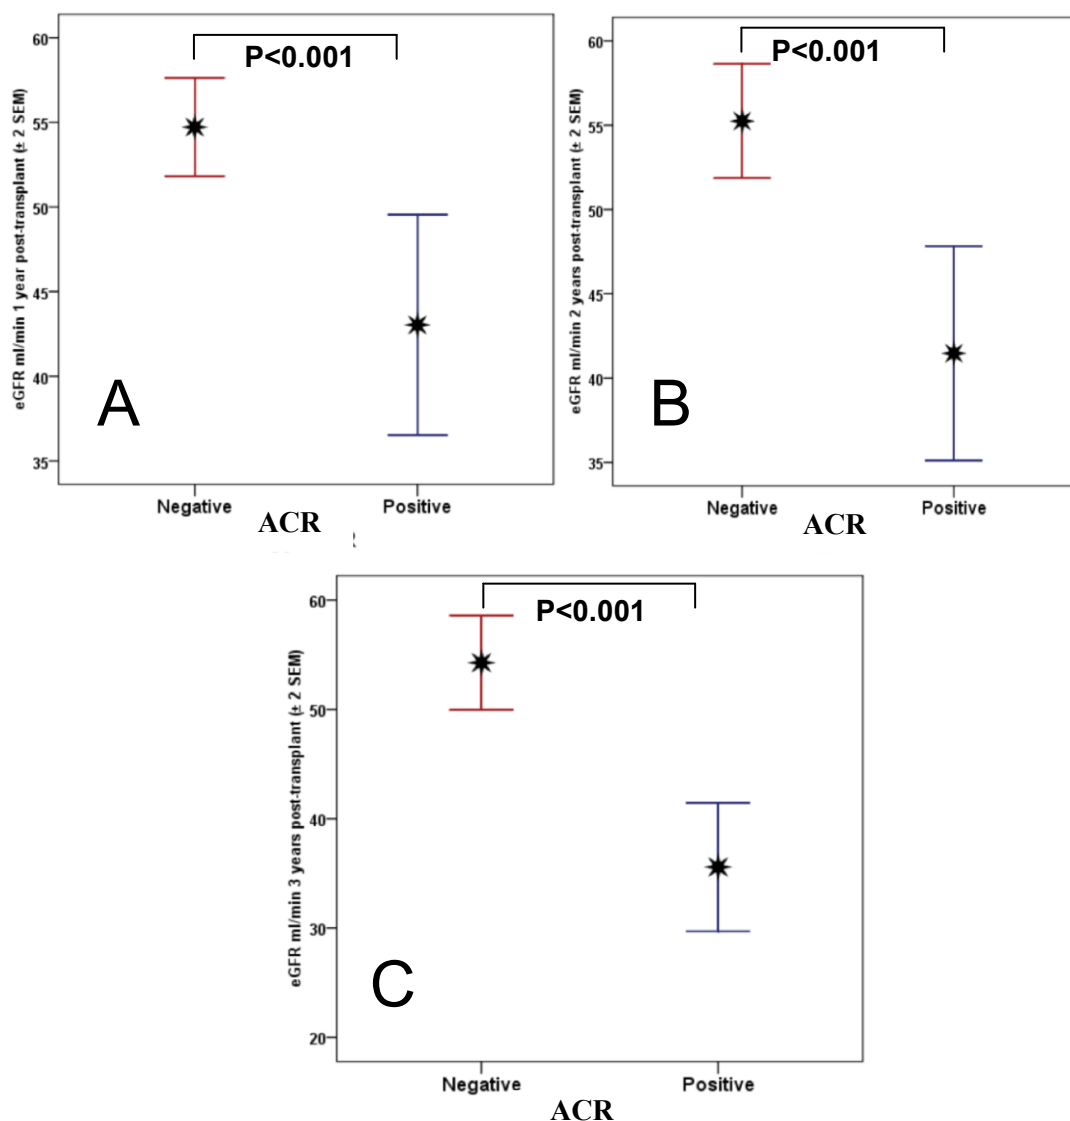 eGFR ml/min 1 year post-transplant (± 2 SEM)
60
55
50
45
40
35
P<0.001
A
Negative
Positive
ACR
eGFR ml/min 2 years post-transplant (± 2 SEM)
60
55
50
45
40
35
P<0.001
B
Negative
Positive
ACR
eGFR ml/min 3 years post-transplant (± 2 SEM)
60
50
40
30
20
P<0.001
C
Negative
Positive
ACR